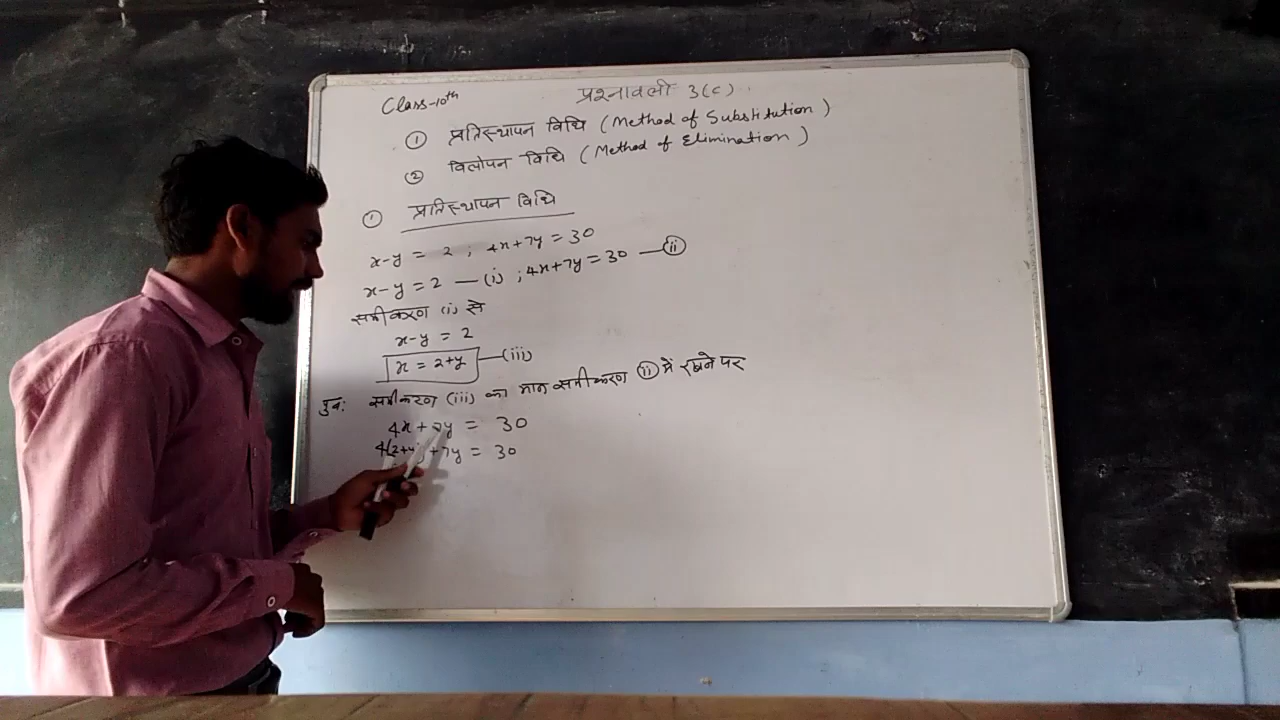 Class-10th
प्रश्नावली 3(c)
① प्रतिस्थापन विधि (Method of Substitution)
② विलोपन विधि (Method of Elimination)
① प्रतिस्थापन विधि
x-y = 2 ; 4x+7y = 30
x-y = 2 — (i) ; 4x+7y = 30 — (ii)
समीकरण (i) से
x-y = 2
x = 2+y — (iii)
पुनः समीकरण (iii) का मान समीकरण (ii) में रखने पर
4x + 7y = 30
4(2+y) + 7y = 30